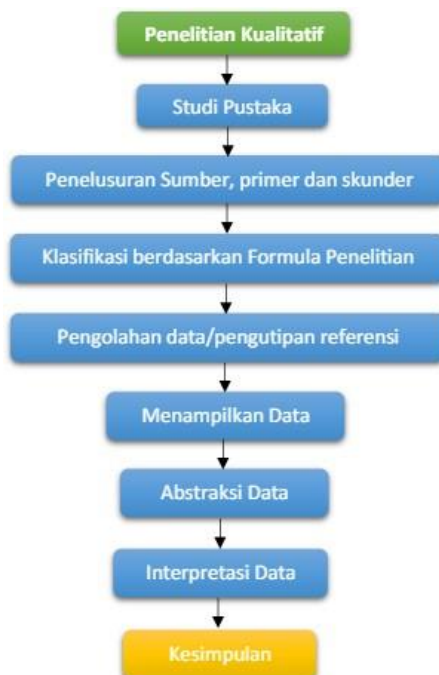 Penelitian Kualitatif
Studi Pustaka
Penelusuran Sumber, primer dan skunder
Klasifikasi berdasarkan Formula Penelitian
Pengolahan data/pengutipan referensi
Menampilkan Data
Abstraksi Data
Interpretasi Data
Kesimpulan